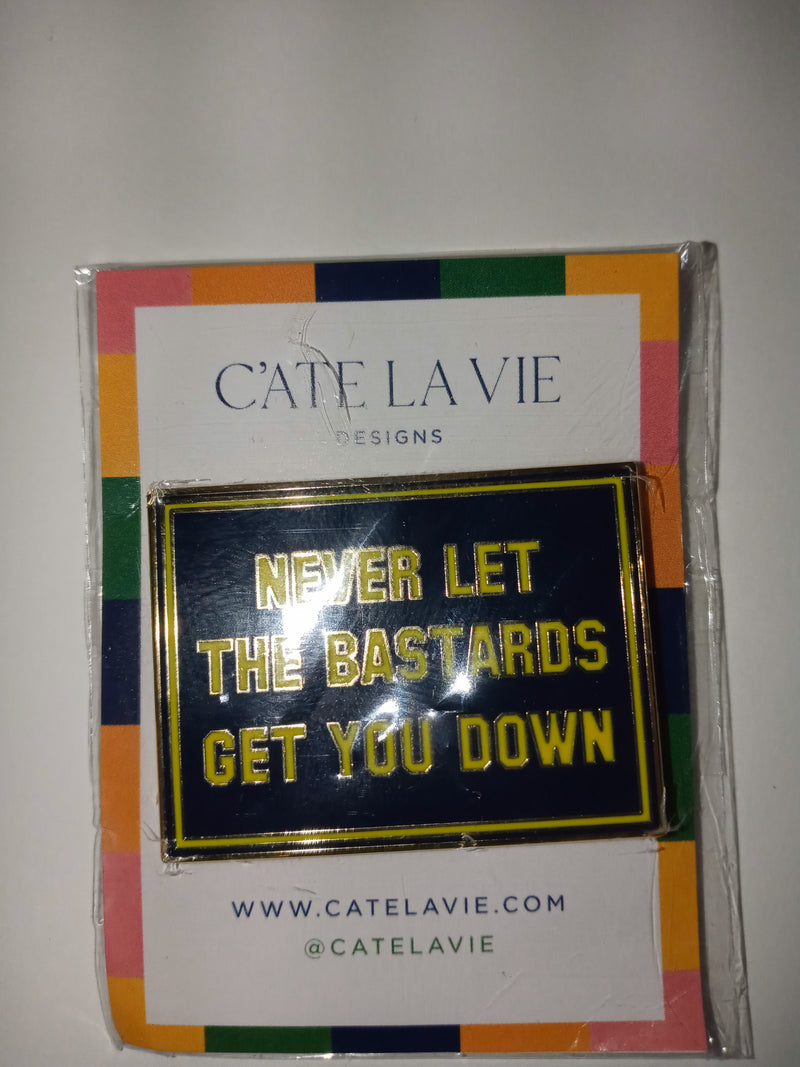 C'ATE LA VIE
DESIGNS
NEVER LET
THE BASTARDS
GET YOU DOWN
WWW.CATELAVIE.COM
@CATELAVIE